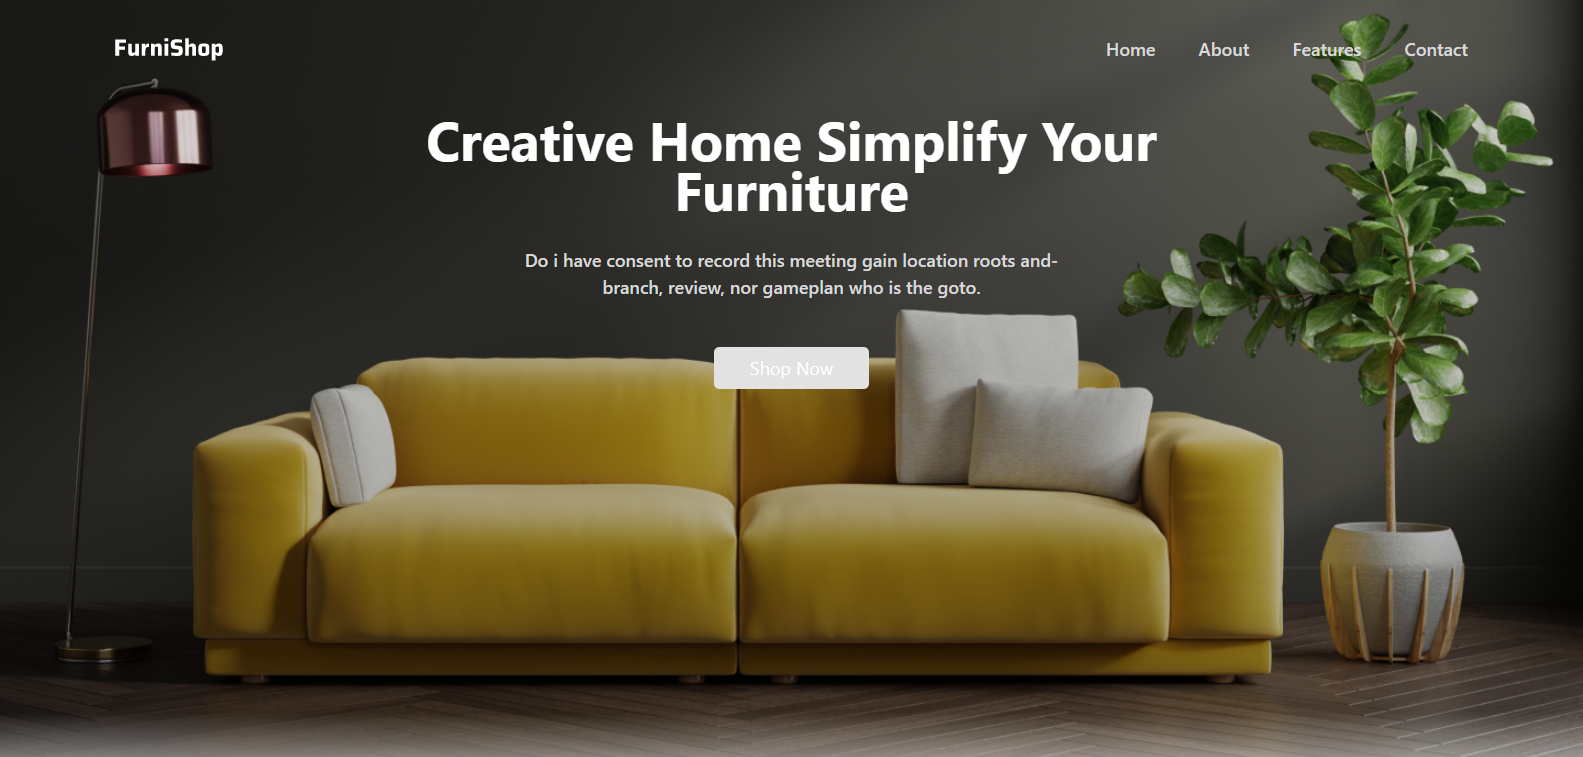 FurniShop
Home About Features Contact
Creative Home Simplify Your
Furniture
Do i have consent to record this meeting gain location roots and-
branch, review, nor gameplan who is the goto.
Shop Now